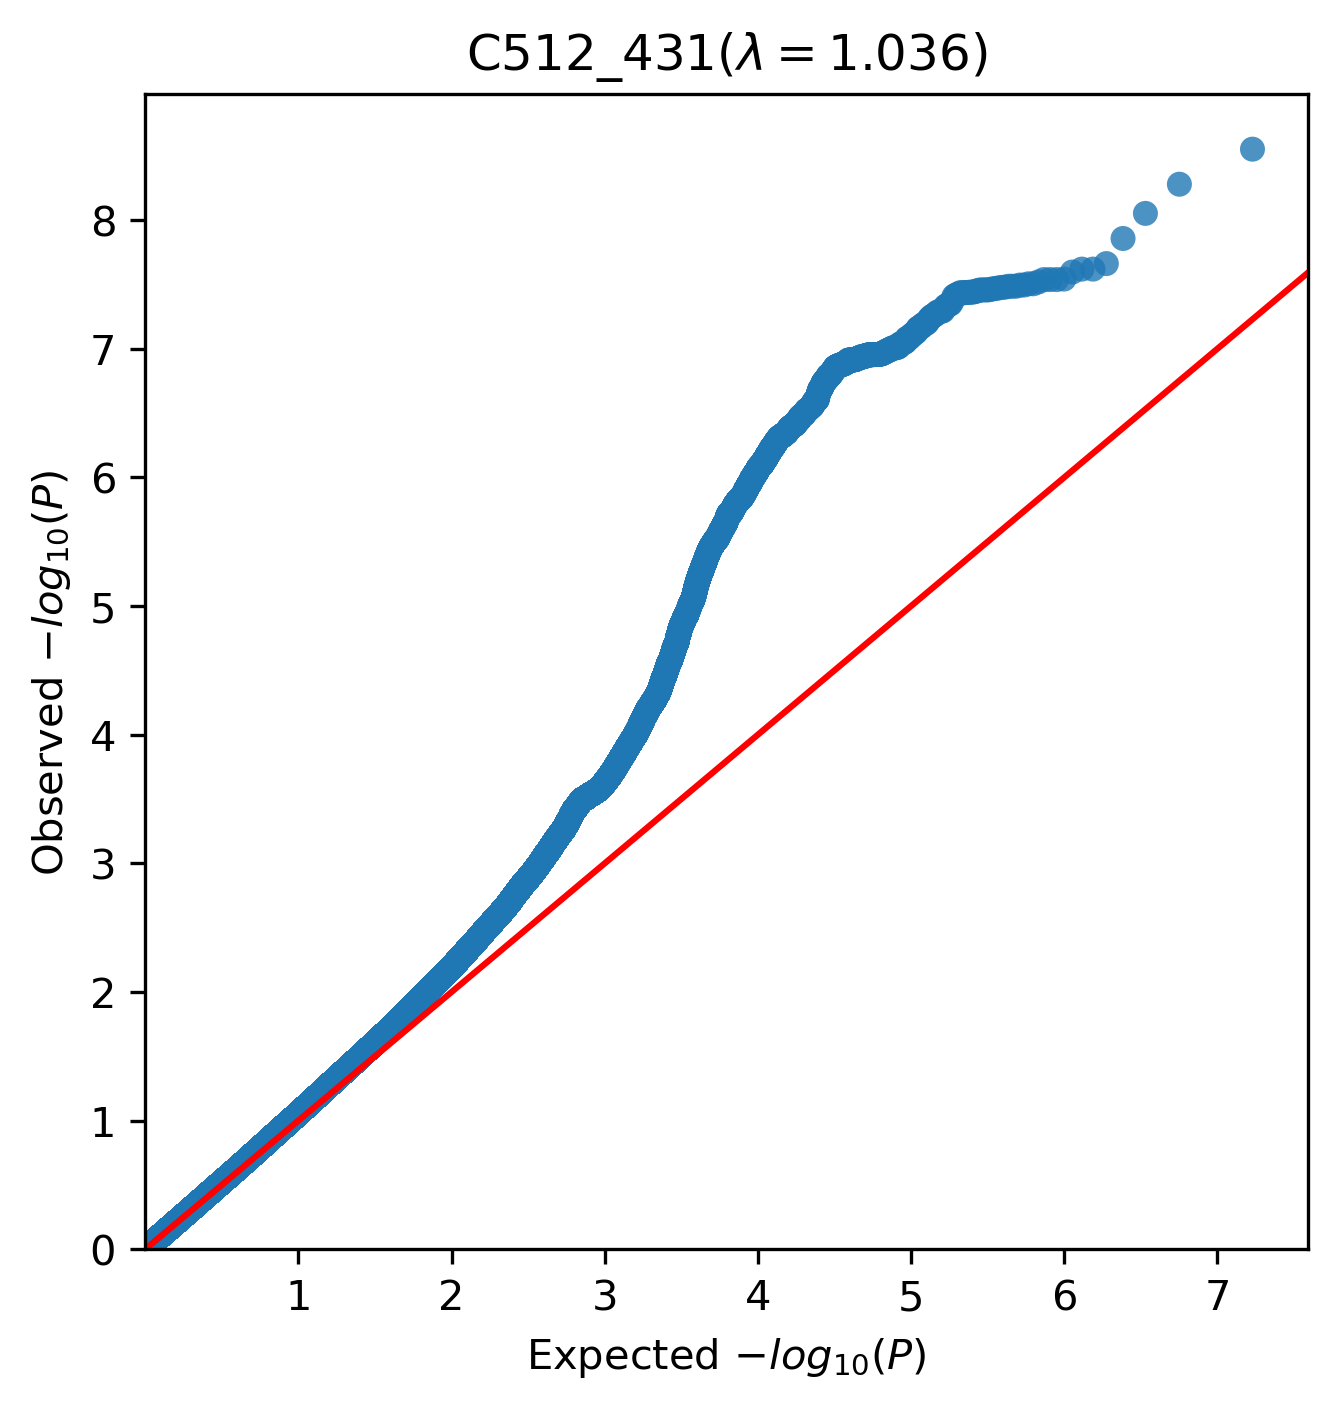 C512_431(λ = 1.036)
8
7
6
5
4
3
2
1
0
Observed −log₁₀(P)
1 2 3 4 5 6 7
Expected −log₁₀(P)